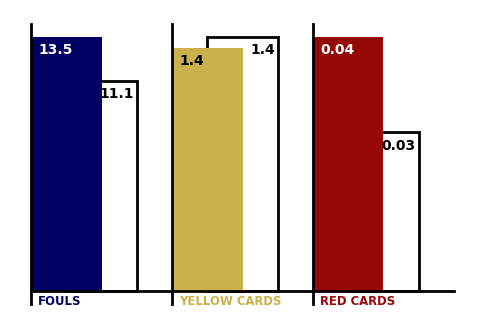 13.5
11.1
FOULS
1.4
1.4
YELLOW CARDS
0.04
0.03
RED CARDS